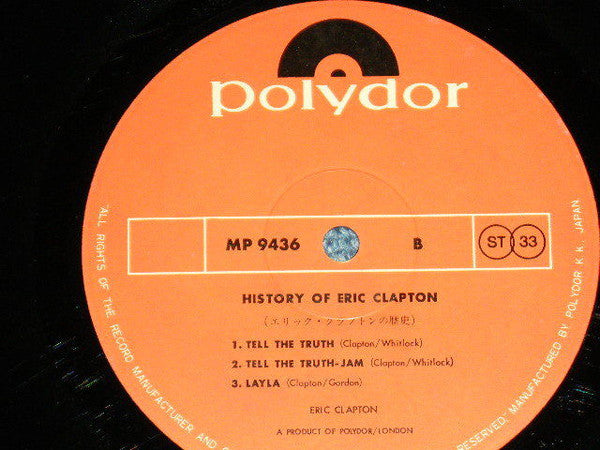 polydor
MP 9436 B ST 33
HISTORY OF ERIC CLAPTON
(エリック・クラプトンの歴史)
1. TELL THE TRUTH (Clapton/Whitlock)
2. TELL THE TRUTH-JAM (Clapton/Whitlock)
3. LAYLA (Clapton/Gordon)
ERIC CLAPTON
A PRODUCT OF POLYDOR/LONDON
"ALL RIGHTS OF THE RECORD MANUFACTURER AND
RESERVED." MANUFACTURED BY POLYDOR K.K. JAPAN.